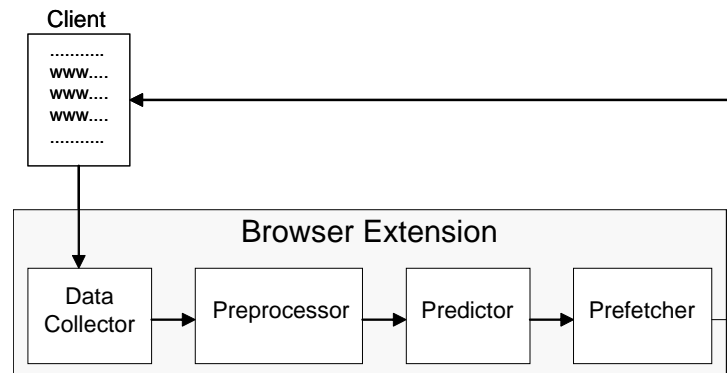 Client
...........
www....
www....
www....
...........
Browser Extension
Data
Collector
Preprocessor
Predictor
Prefetcher